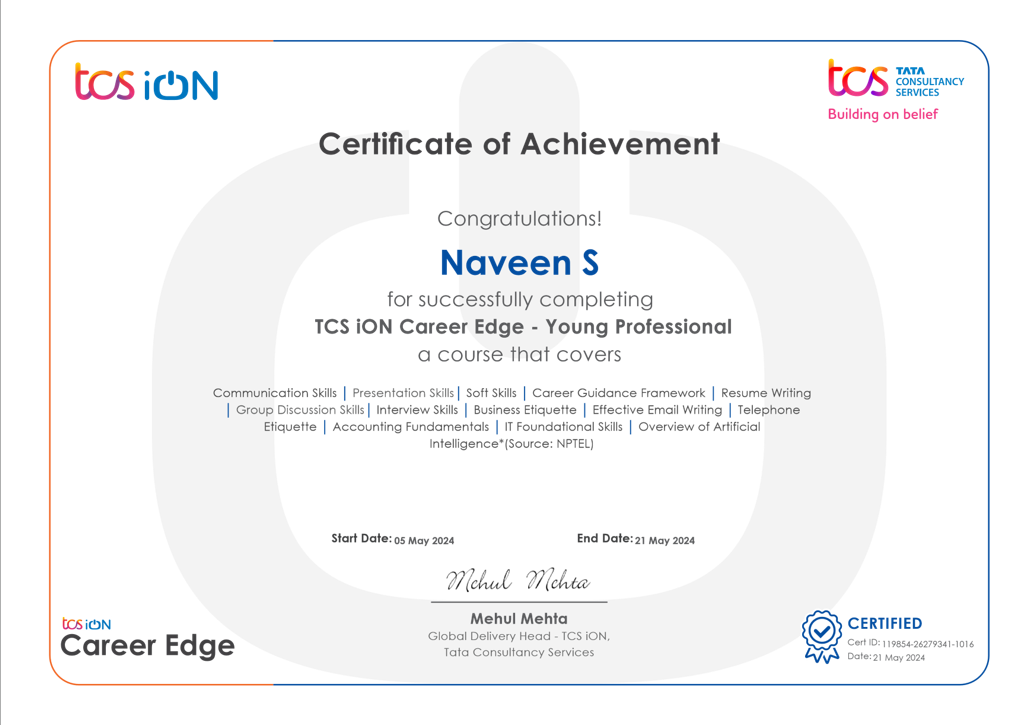 tcs iON
tcs TATA
CONSULTANCY
SERVICES
Building on belief
Certificate of Achievement
Congratulations!
Naveen S
for successfully completing
TCS iON Career Edge - Young Professional
a course that covers
Communication Skills | Presentation Skills | Soft Skills | Career Guidance Framework | Resume Writing
| Group Discussion Skills | Interview Skills | Business Etiquette | Effective Email Writing | Telephone
Etiquette | Accounting Fundamentals | IT Foundational Skills | Overview of Artificial
Intelligence*(Source: NPTEL)
Start Date: 05 May 2024 End Date: 21 May 2024
Mehul Mehta
Mehul Mehta
Global Delivery Head - TCS iON,
Tata Consultancy Services
tcs iON
Career Edge
CERTIFIED
Cert ID: 119854-26279341-1016
Date: 21 May 2024